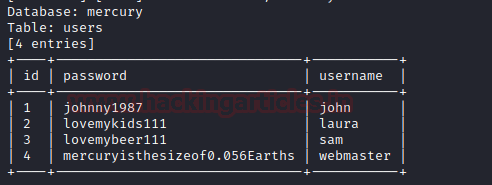 Database: mercury
Table: users
[4 entries]
+----+-------------------------------+-----------+
| id | password                      | username  |
+----+-------------------------------+-----------+
| 1  | johnny1987                    | john      |
| 2  | lovemykids111                 | laura     |
| 3  | lovemybeer111                 | sam       |
| 4  | mercuryisthesizeof0.056Earths | webmaster |
+----+-------------------------------+-----------+
www.hackingarticles.in